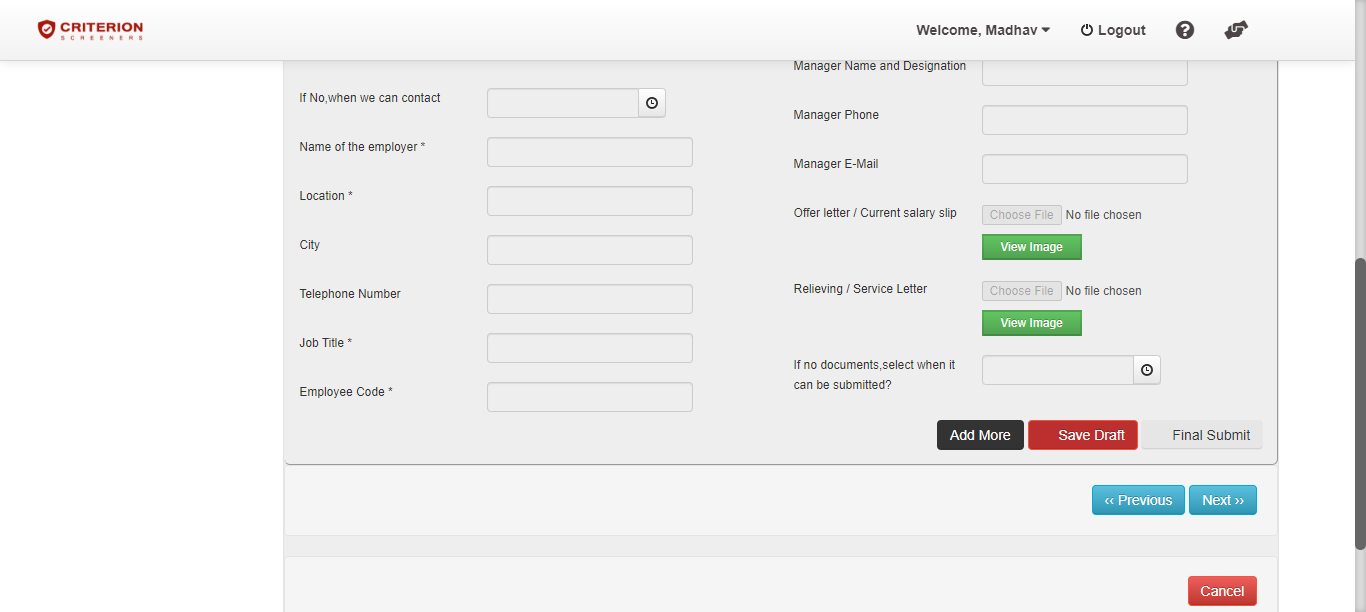 CRITERION
SCREENERS
Welcome, Madhav
Logout
If No,when we can contact
Name of the employer *
Location *
City
Telephone Number
Job Title *
Employee Code *
Manager Name and Designation
Manager Phone
Manager E-Mail
Offer letter / Current salary slip
Choose File No file chosen
View Image
Relieving / Service Letter
Choose File No file chosen
View Image
If no documents,select when it
can be submitted?
Add More
Save Draft
Final Submit
‹‹ Previous
Next ››
Cancel